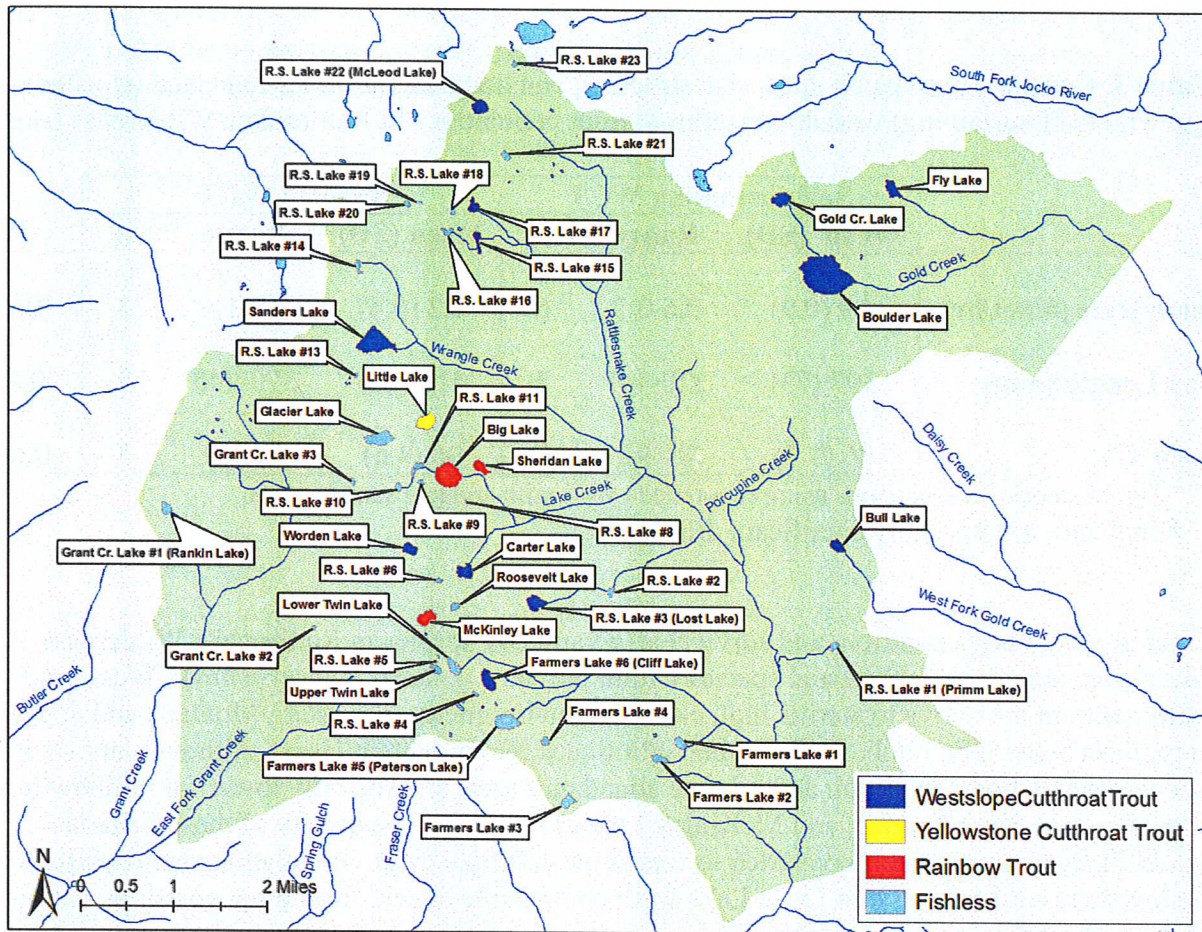 R.S. Lake #23
R.S. Lake #22 (McLeod Lake)
South Fork Jocko River
R.S. Lake #21
R.S. Lake #19
R.S. Lake #18
Fly Lake
R.S. Lake #20
Gold Cr. Lake
R.S. Lake #17
R.S. Lake #14
R.S. Lake #15
Gold Creek
R.S. Lake #16
Boulder Lake
Sanders Lake
Rattlesnake Creek
Wrangle Creek
R.S. Lake #13
Little Lake
R.S. Lake #11
Glacier Lake
Big Lake
Grant Cr. Lake #3
Sheridan Lake
Daisy Creek
Porcupine Creek
R.S. Lake #10
Lake Creek
R.S. Lake #9
R.S. Lake #8
Bull Lake
Worden Lake
Grant Cr. Lake #1 (Rankin Lake)
Carter Lake
R.S. Lake #6
Roosevelt Lake
R.S. Lake #2
West Fork Gold Creek
Lower Twin Lake
R.S. Lake #3 (Lost Lake)
McKinley Lake
Grant Cr. Lake #2
R.S. Lake #5
Farmers Lake #6 (Cliff Lake)
Butler Creek
Upper Twin Lake
R.S. Lake #1 (Primm Lake)
R.S. Lake #4
Farmers Lake #4
Farmers Lake #1
Farmers Lake #5 (Peterson Lake)
Farmers Lake #2
Grant Creek
East Fork Grant Creek
Spring Gulch
Fraser Creek
Farmers Lake #3
WestslopeCutthroatTrout
Yellowstone Cutthroat Trout
Rainbow Trout
Fishless
N
0 0.5 1 2 Miles